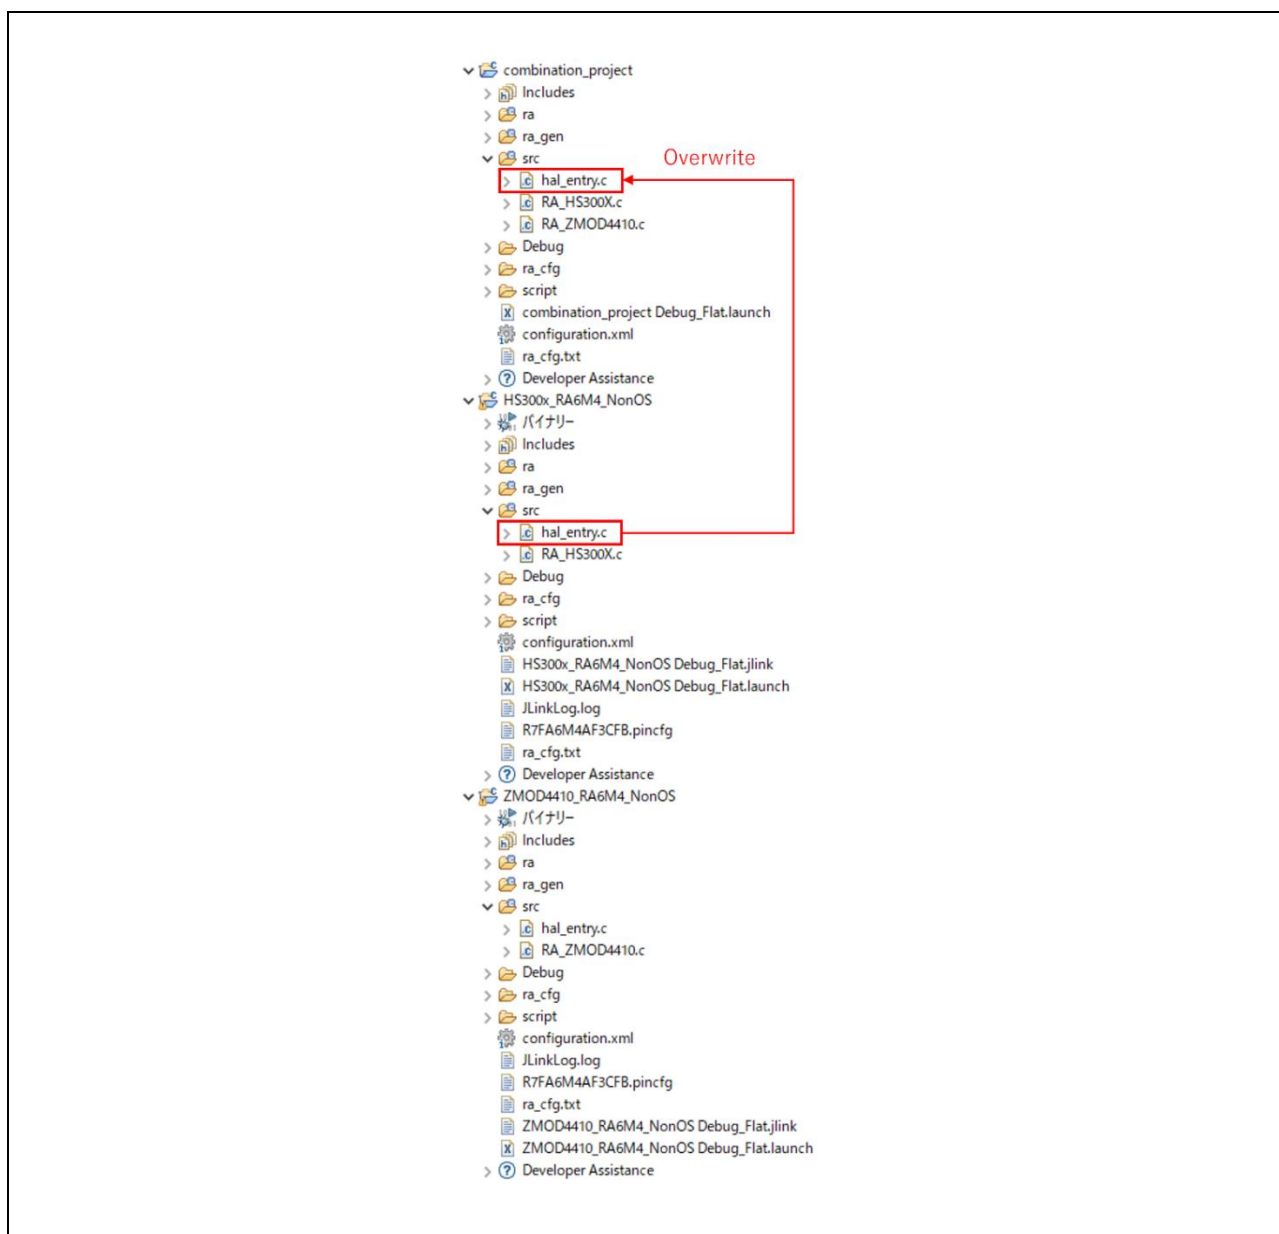 combination_project
Includes
ra
ra_gen
src
Overwrite
hal_entry.c
RA_HS300X.c
RA_ZMOD4410.c
Debug
ra_cfg
script
combination_project Debug_Flat.launch
configuration.xml
ra_cfg.txt
Developer Assistance
HS300x_RA6M4_NonOS
バイナリー
Includes
ra
ra_gen
src
hal_entry.c
RA_HS300X.c
Debug
ra_cfg
script
configuration.xml
HS300x_RA6M4_NonOS Debug_Flat.jlink
HS300x_RA6M4_NonOS Debug_Flat.launch
JLinkLog.log
R7FA6M4AF3CFB.pincfg
ra_cfg.txt
Developer Assistance
ZMOD4410_RA6M4_NonOS
バイナリー
Includes
ra
ra_gen
src
hal_entry.c
RA_ZMOD4410.c
Debug
ra_cfg
script
configuration.xml
JLinkLog.log
R7FA6M4AF3CFB.pincfg
ra_cfg.txt
ZMOD4410_RA6M4_NonOS Debug_Flat.jlink
ZMOD4410_RA6M4_NonOS Debug_Flat.launch
Developer Assistance